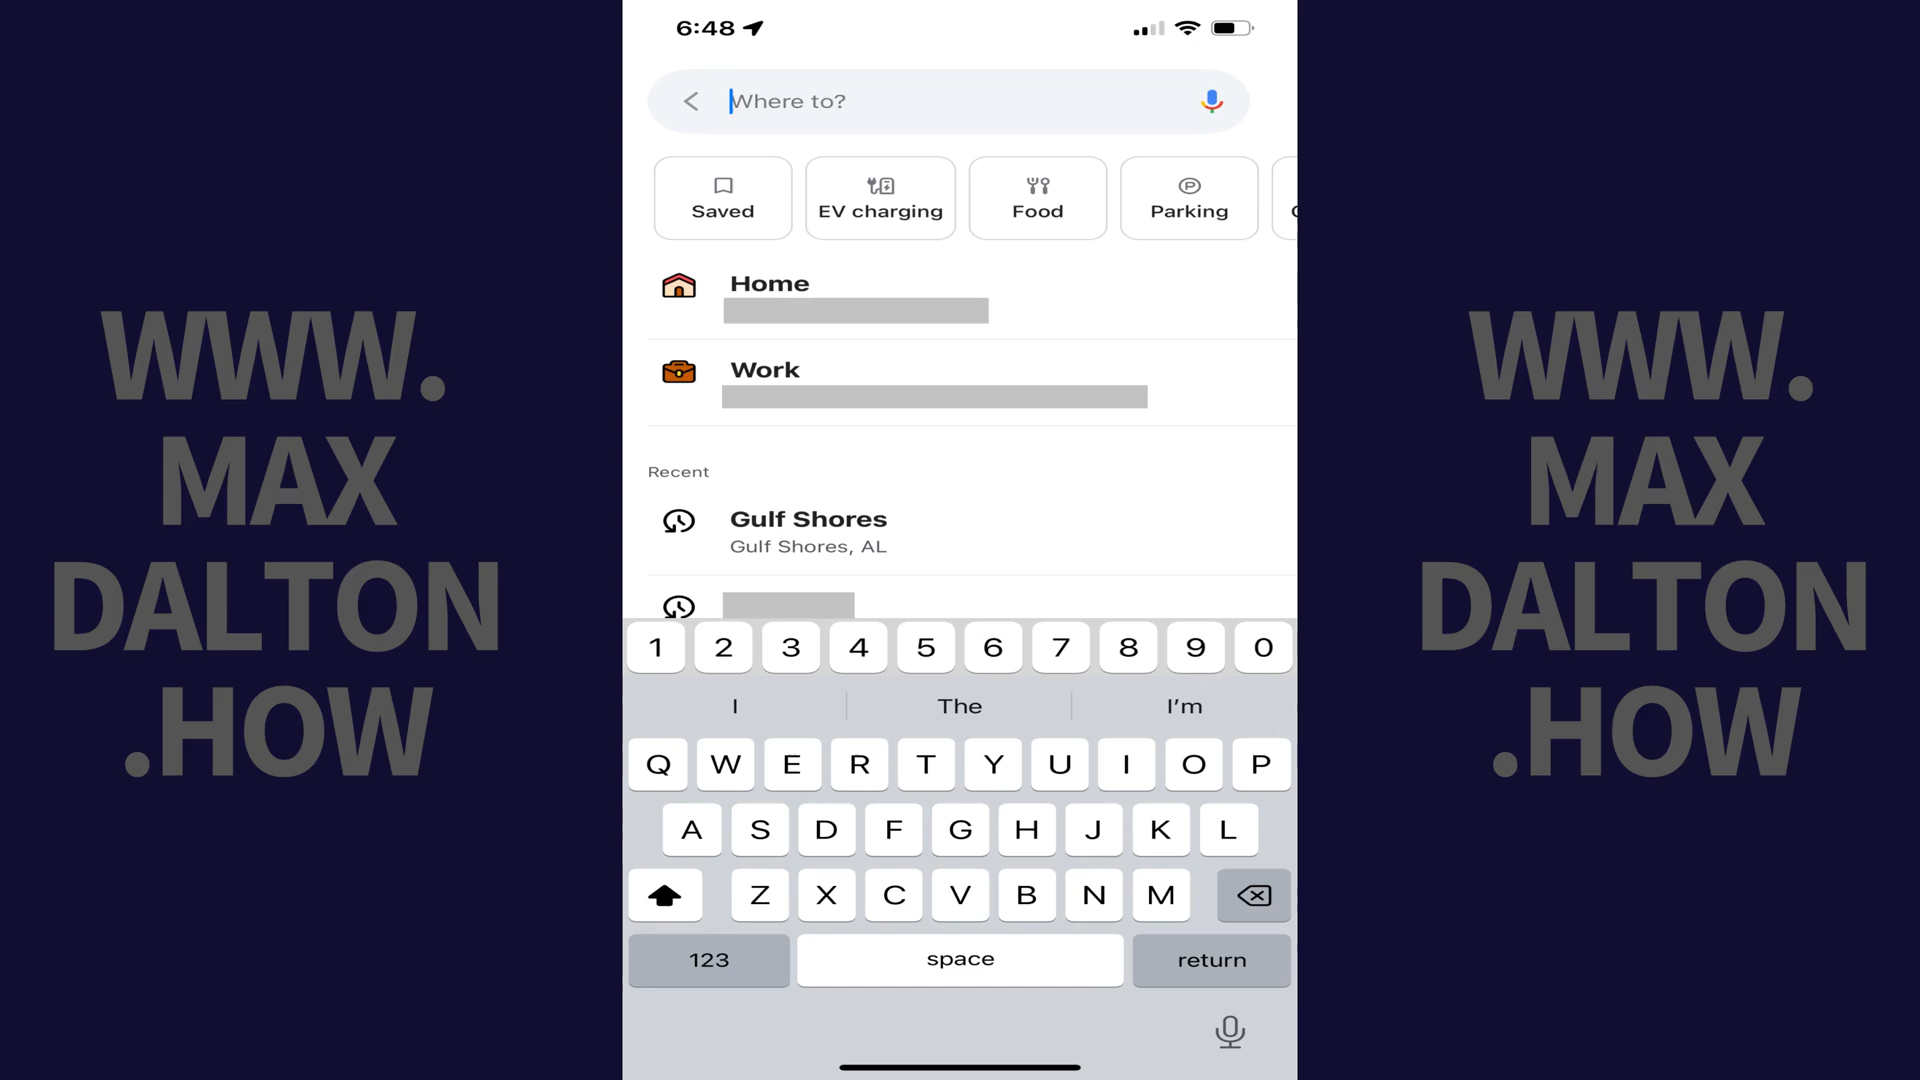 6:48
Where to?
Saved
EV charging
Food
P
Parking
Home
Work
Recent
Gulf Shores
Gulf Shores, AL
1 2 3 4 5 6 7 8 9 0
I The I'm
Q W E R T Y U I O P
A S D F G H J K L
Z X C V B N M
123 space return
WWW.
MAX
DALTON
.HOW
WWW.
MAX
DALTON
.HOW